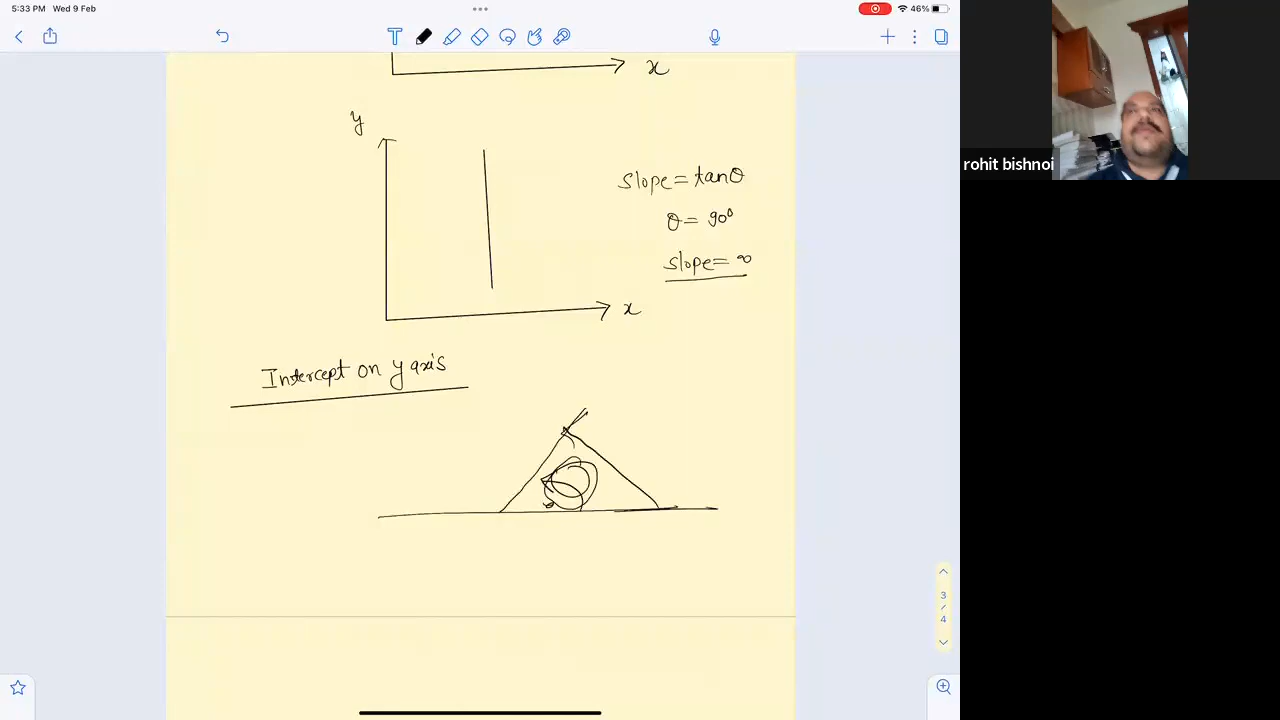 5:33 PM Wed 9 Feb
46%
x
y
slope = tanθ
θ = 90°
slope = ∞
x
Intercept on y axis
rohit bishnoi
3
/
4